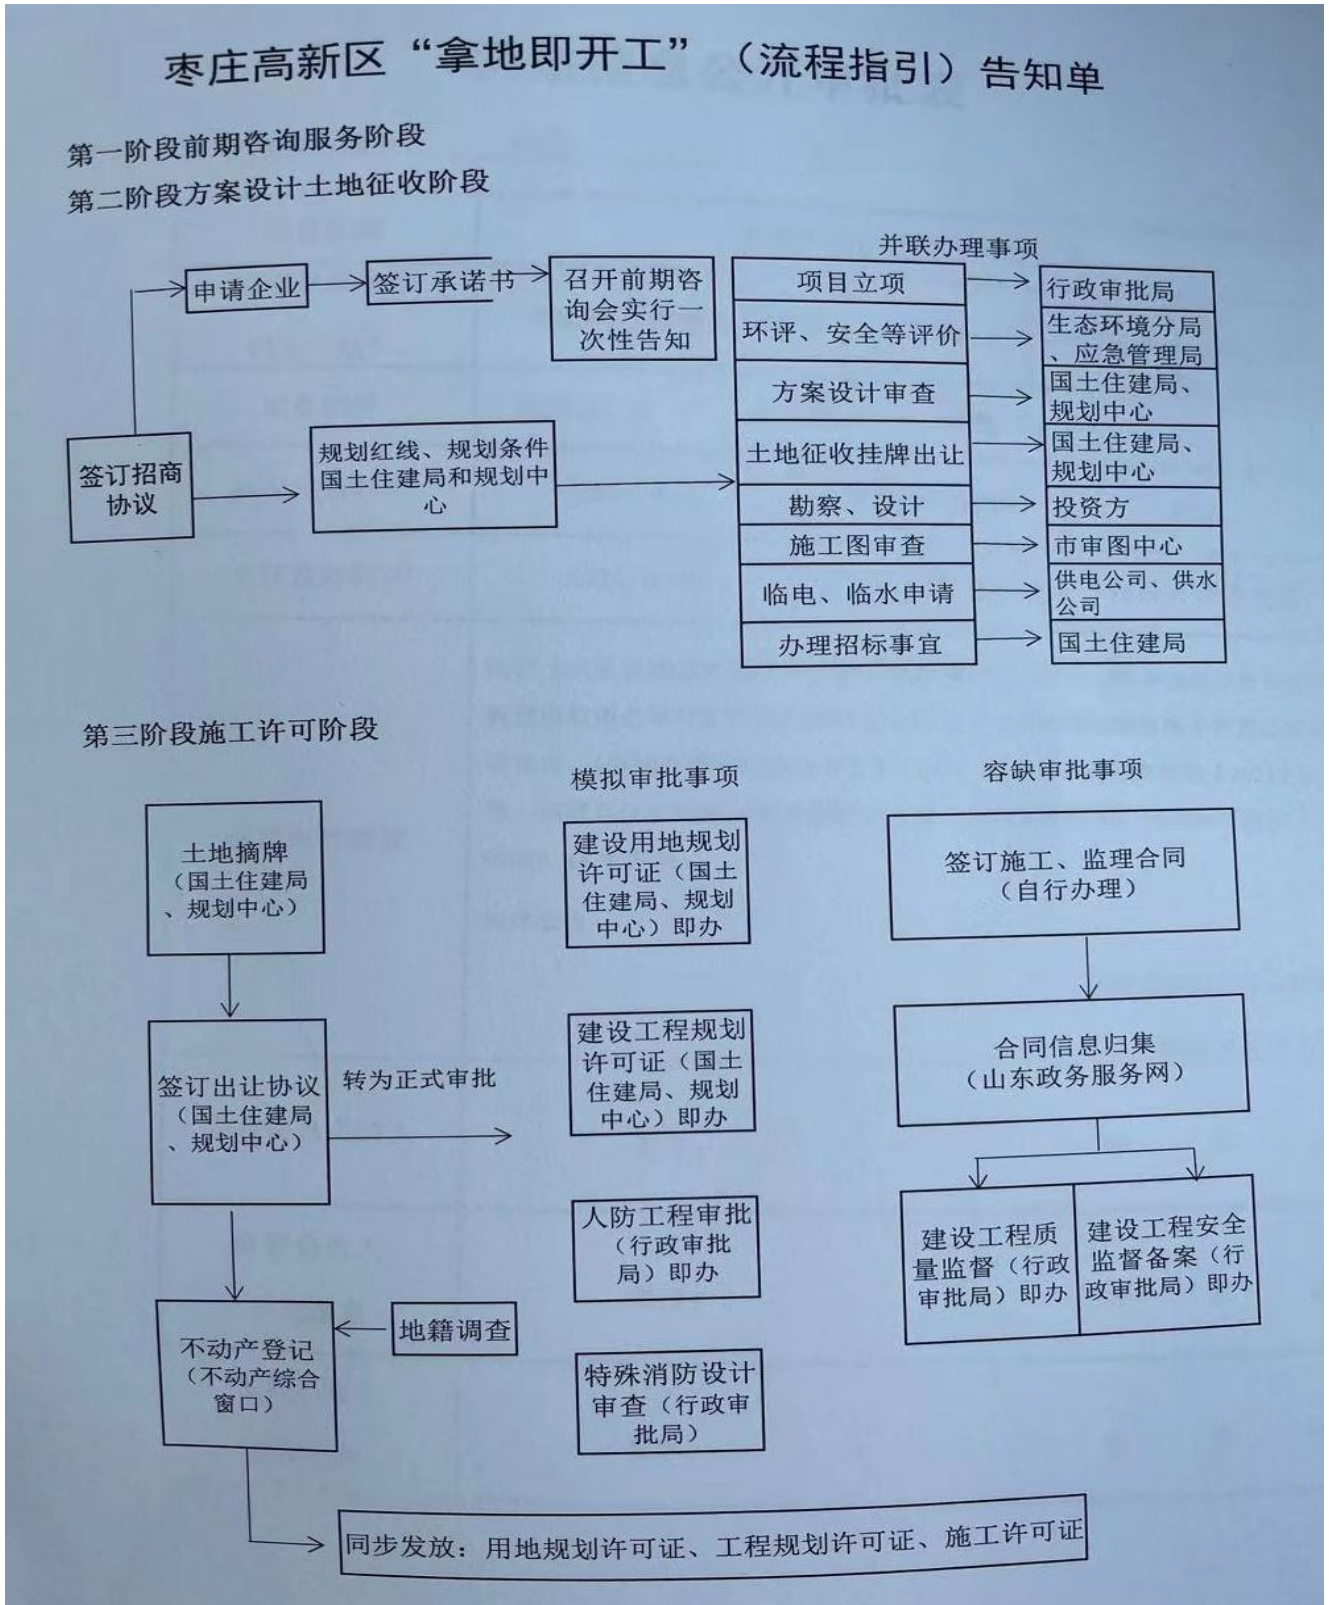 枣庄高新区“拿地即开工”（流程指引）告知单
第一阶段前期咨询服务阶段
第二阶段方案设计土地征收阶段
并联办理事项
申请企业
签订承诺书
召开前期咨
询会实行一
次性告知
签订招商
协议
规划红线、规划条件
国土住建局和规划中
心
项目立项
行政审批局
环评、安全等评价
生态环境分局
、应急管理局
方案设计审查
国土住建局、
规划中心
土地征收挂牌出让
国土住建局、
规划中心
勘察、设计
投资方
施工图审查
市审图中心
临电、临水申请
供电公司、供水
公司
办理招标事宜
国土住建局
第三阶段施工许可阶段
模拟审批事项
容缺审批事项
土地摘牌
（国土住建局
、规划中心）
建设用地规划
许可证（国土
住建局、规划
中心）即办
签订施工、监理合同
（自行办理）
签订出让协议
（国土住建局
、规划中心）
转为正式审批
建设工程规划
许可证（国土
住建局、规划
中心）即办
合同信息归集
（山东政务服务网）
人防工程审批
（行政审批
局）即办
建设工程质
量监督（行政
审批局）即办
建设工程安全
监督备案（行
政审批局）即办
不动产登记
（不动产综合
窗口）
地籍调查
特殊消防设计
审查（行政审
批局）
同步发放：用地规划许可证、工程规划许可证、施工许可证